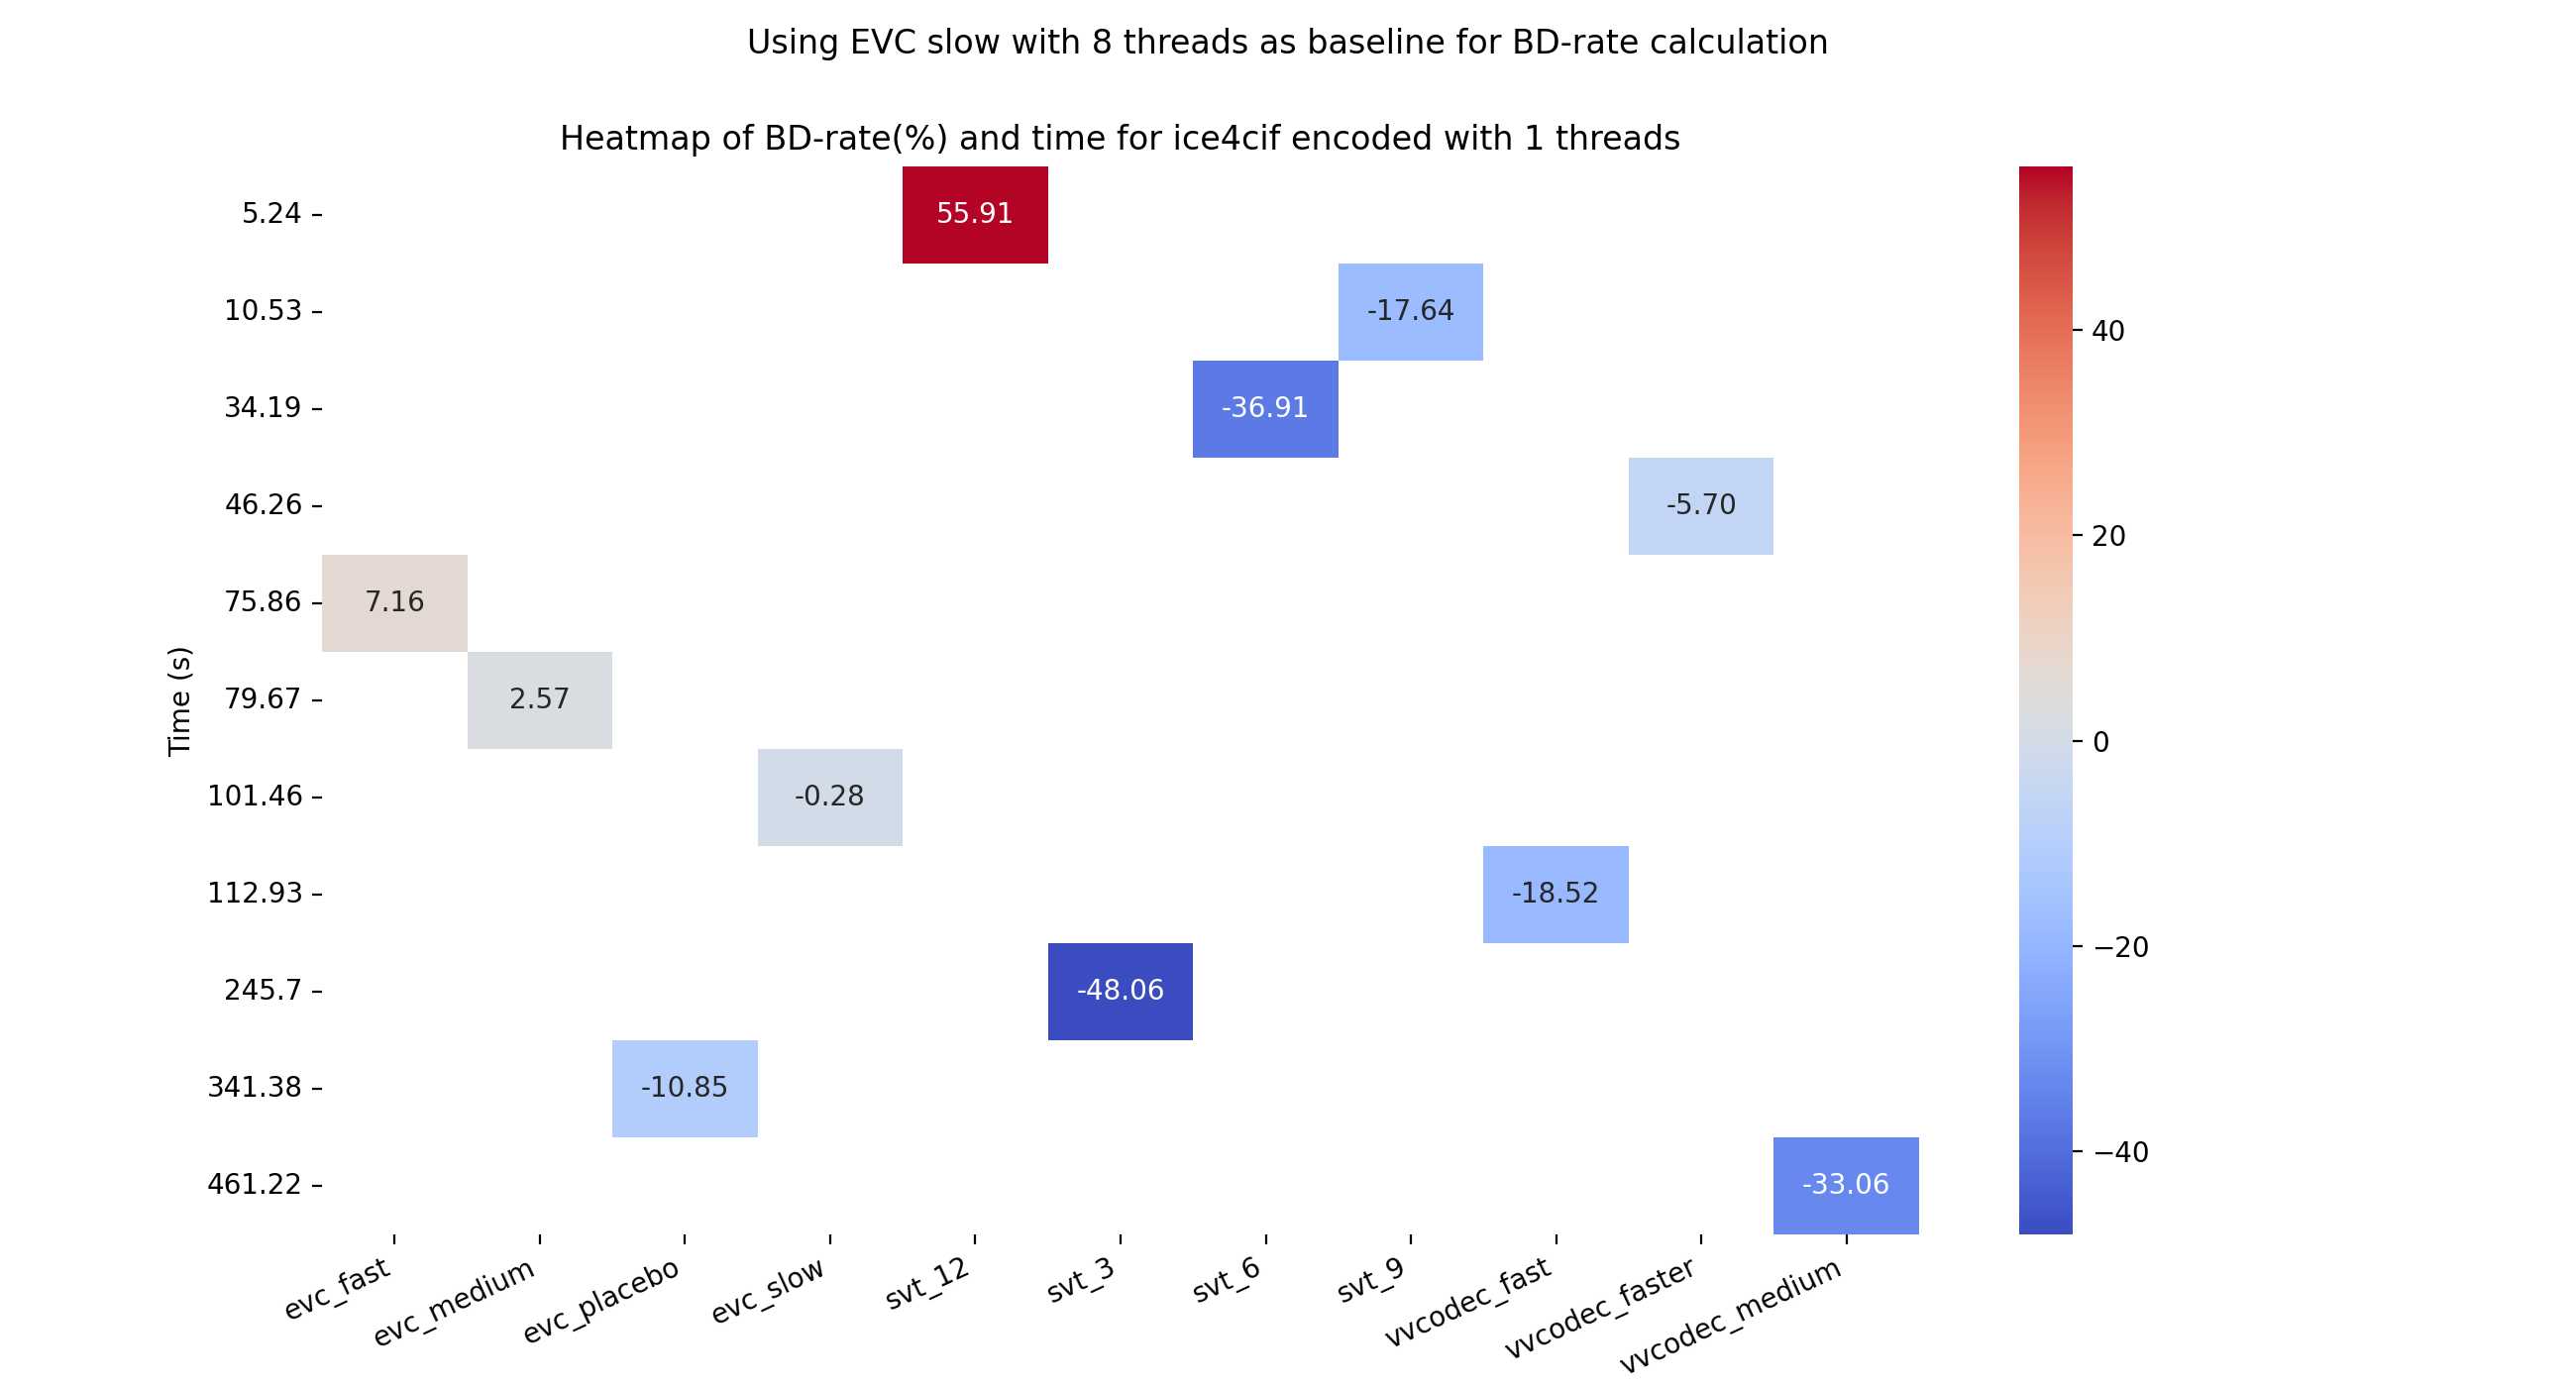 Using EVC slow with 8 threads as baseline for BD-rate calculation
Heatmap of BD-rate(%) and time for ice4cif encoded with 1 threads
Time (s)
5.24
10.53
34.19
46.26
75.86
79.67
101.46
112.93
245.7
341.38
461.22
55.91
-17.64
-36.91
-5.70
7.16
2.57
-0.28
-18.52
-48.06
-10.85
-33.06
evc_fast
evc_medium
evc_placebo
evc_slow
svt_12
svt_3
svt_6
svt_9
vvcodec_fast
vvcodec_faster
vvcodec_medium
40
20
0
−20
−40